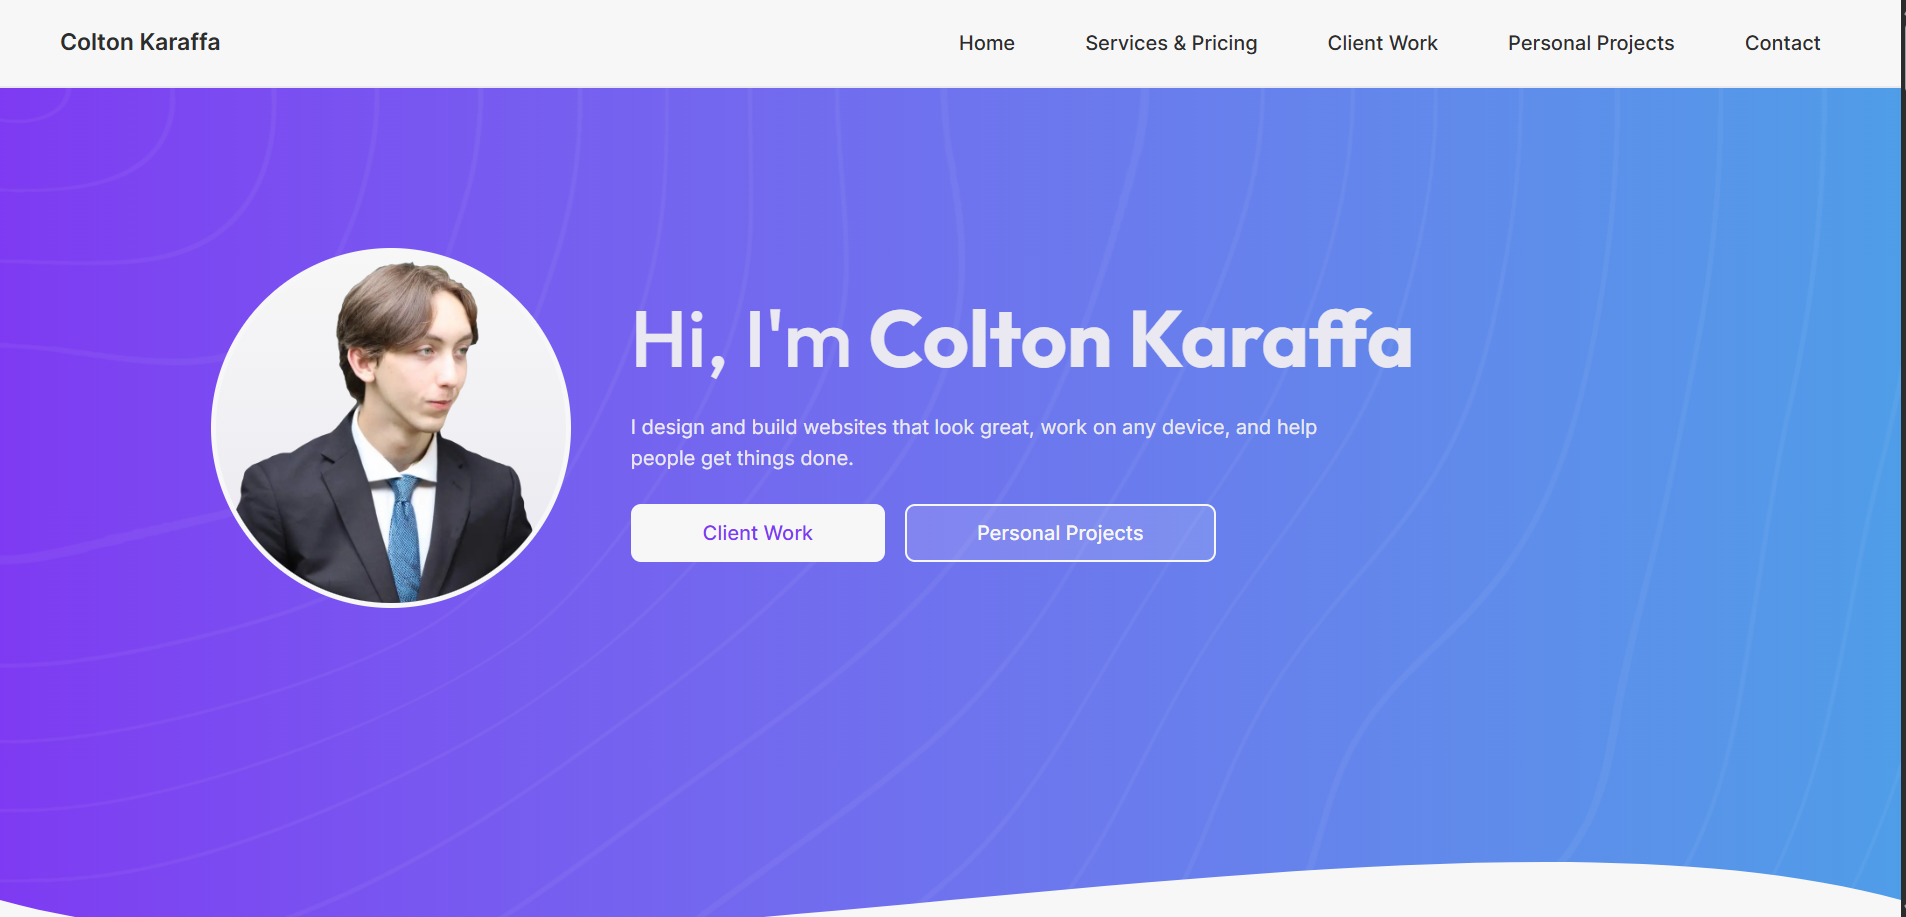 Colton Karaffa
Home
Services & Pricing
Client Work
Personal Projects
Contact
Hi, I'm Colton Karaffa
I design and build websites that look great, work on any device, and help
people get things done.
Client Work
Personal Projects